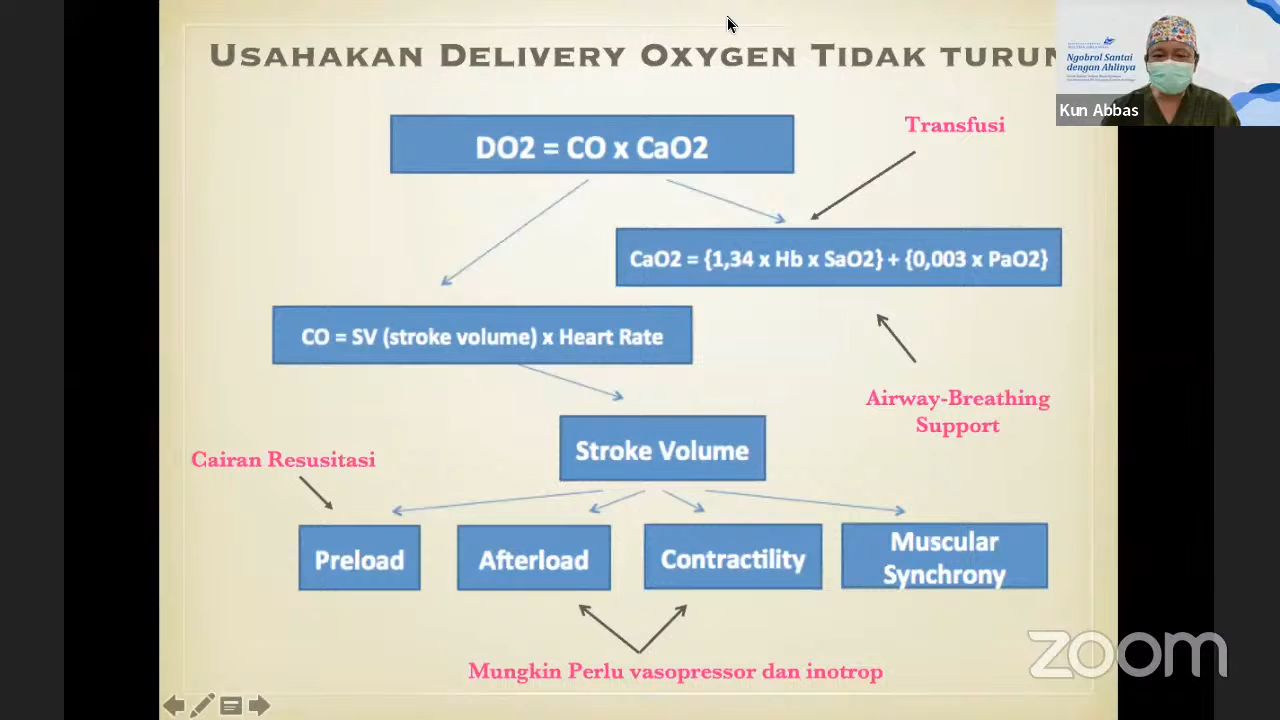 USAHAKAN DELIVERY OXYGEN TIDAK TURUN
Ngobrol Santai
dengan Ahlinya
Kun Abbas
Transfusi
DO2 = CO x CaO2
CaO2 = {1,34 x Hb x SaO2} + {0,003 x PaO2}
CO = SV (stroke volume) x Heart Rate
Airway-Breathing
Support
Stroke Volume
Cairan Resusitasi
Preload
Afterload
Contractility
Muscular
Synchrony
Mungkin Perlu vasopressor dan inotrop
zoom